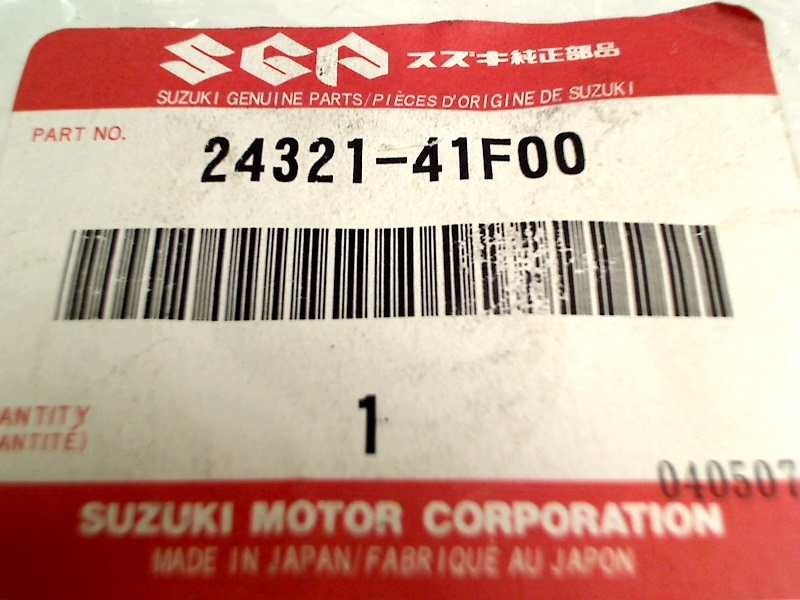 SGP スズキ純正部品
SUZUKI GENUINE PARTS/PIÈCES D'ORIGINE DE SUZUKI
PART NO.
24321-41F00
ANTITY
ANTITÉ)
1
040507
SUZUKI MOTOR CORPORATION
MADE IN JAPAN/FABRIQUÉ AU JAPON